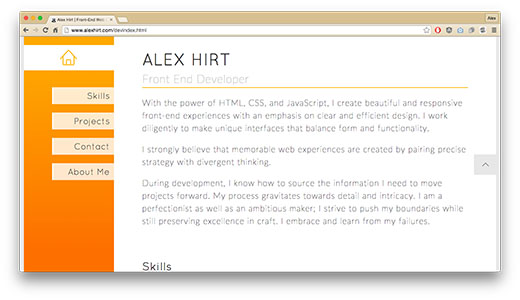 Alex Hirt | Front-End Web
Alex
www.alexhirt.com/dev/index.html
Skills
Projects
Contact
About Me
ALEX HIRT
Front End Developer
With the power of HTML, CSS, and JavaScript, I create beautiful and responsive
front-end experiences with an emphasis on clear and efficient design. I work
diligently to make unique interfaces that balance form and functionality.
I strongly believe that memorable web experiences are created by pairing precise
strategy with divergent thinking.
During development, I know how to source the information I need to move
projects forward. My process gravitates towards detail and intricacy. I am a
perfectionist as well as an ambitious maker; I strive to push my boundaries while
still preserving excellence in craft. I embrace and learn from my failures.
Skills